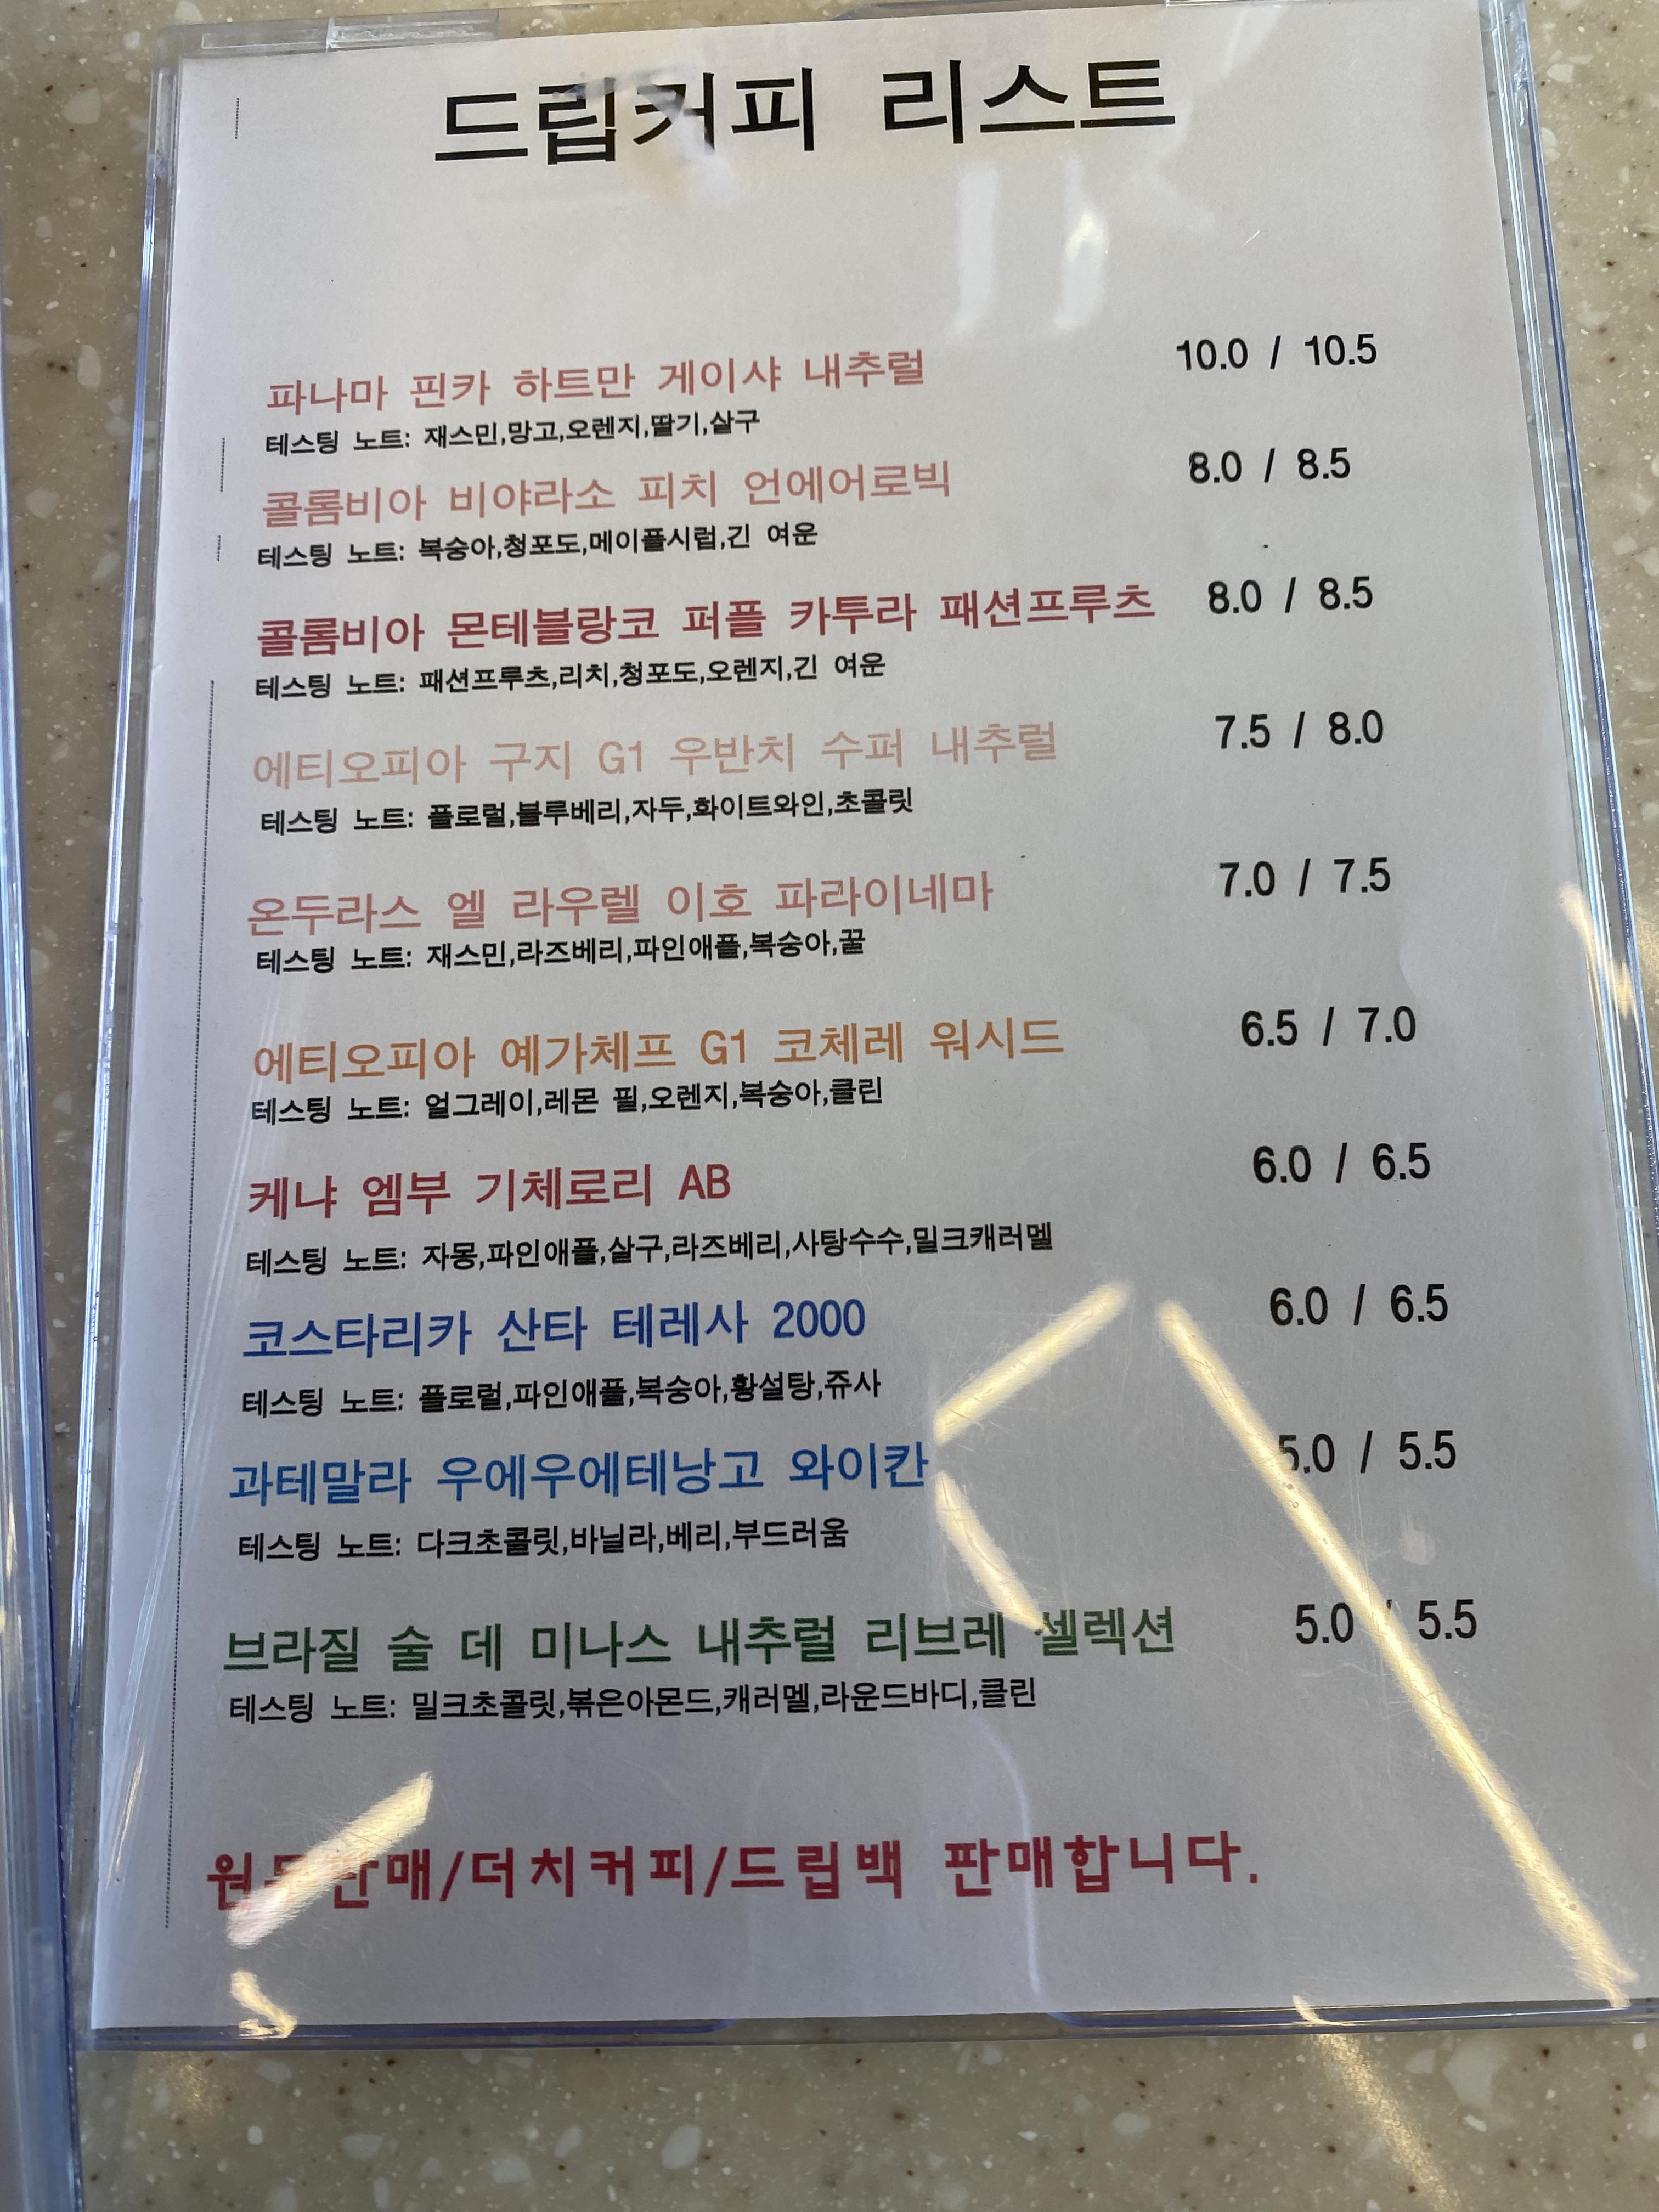 드립커피 리스트
파나마 핀카 하트만 게이샤 내추럴 10.0 / 10.5
테스팅 노트: 재스민,망고,오렌지,딸기,살구
콜롬비아 비야라소 피치 언에어로빅 8.0 / 8.5
테스팅 노트: 복숭아,청포도,메이플시럽,긴 여운
콜롬비아 몬테블랑코 퍼플 카투라 패션프루츠 8.0 / 8.5
테스팅 노트: 패션프루츠,리치,청포도,오렌지,긴 여운
에티오피아 구지 G1 우반치 수퍼 내추럴 7.5 / 8.0
테스팅 노트: 플로럴,블루베리,자두,화이트와인,초콜릿
온두라스 엘 라우렐 이호 파라이네마 7.0 / 7.5
테스팅 노트: 재스민,라즈베리,파인애플,복숭아,꿀
에티오피아 예가체프 G1 코체레 워시드 6.5 / 7.0
테스팅 노트: 얼그레이,레몬 필,오렌지,복숭아,클린
케냐 엠부 기체로리 AB 6.0 / 6.5
테스팅 노트: 자몽,파인애플,살구,라즈베리,사탕수수,밀크캐러멜
코스타리카 산타 테레사 2000 6.0 / 6.5
테스팅 노트: 플로럴,파인애플,복숭아,황설탕,쥬사
과테말라 우에우에테낭고 와이칸 5.0 / 5.5
테스팅 노트: 다크초콜릿,바닐라,베리,부드러움
브라질 술 데 미나스 내추럴 리브레 셀렉션 5.0 / 5.5
테스팅 노트: 밀크초콜릿,볶은아몬드,캐러멜,라운드바디,클린
원두판매/더치커피/드립백 판매합니다.